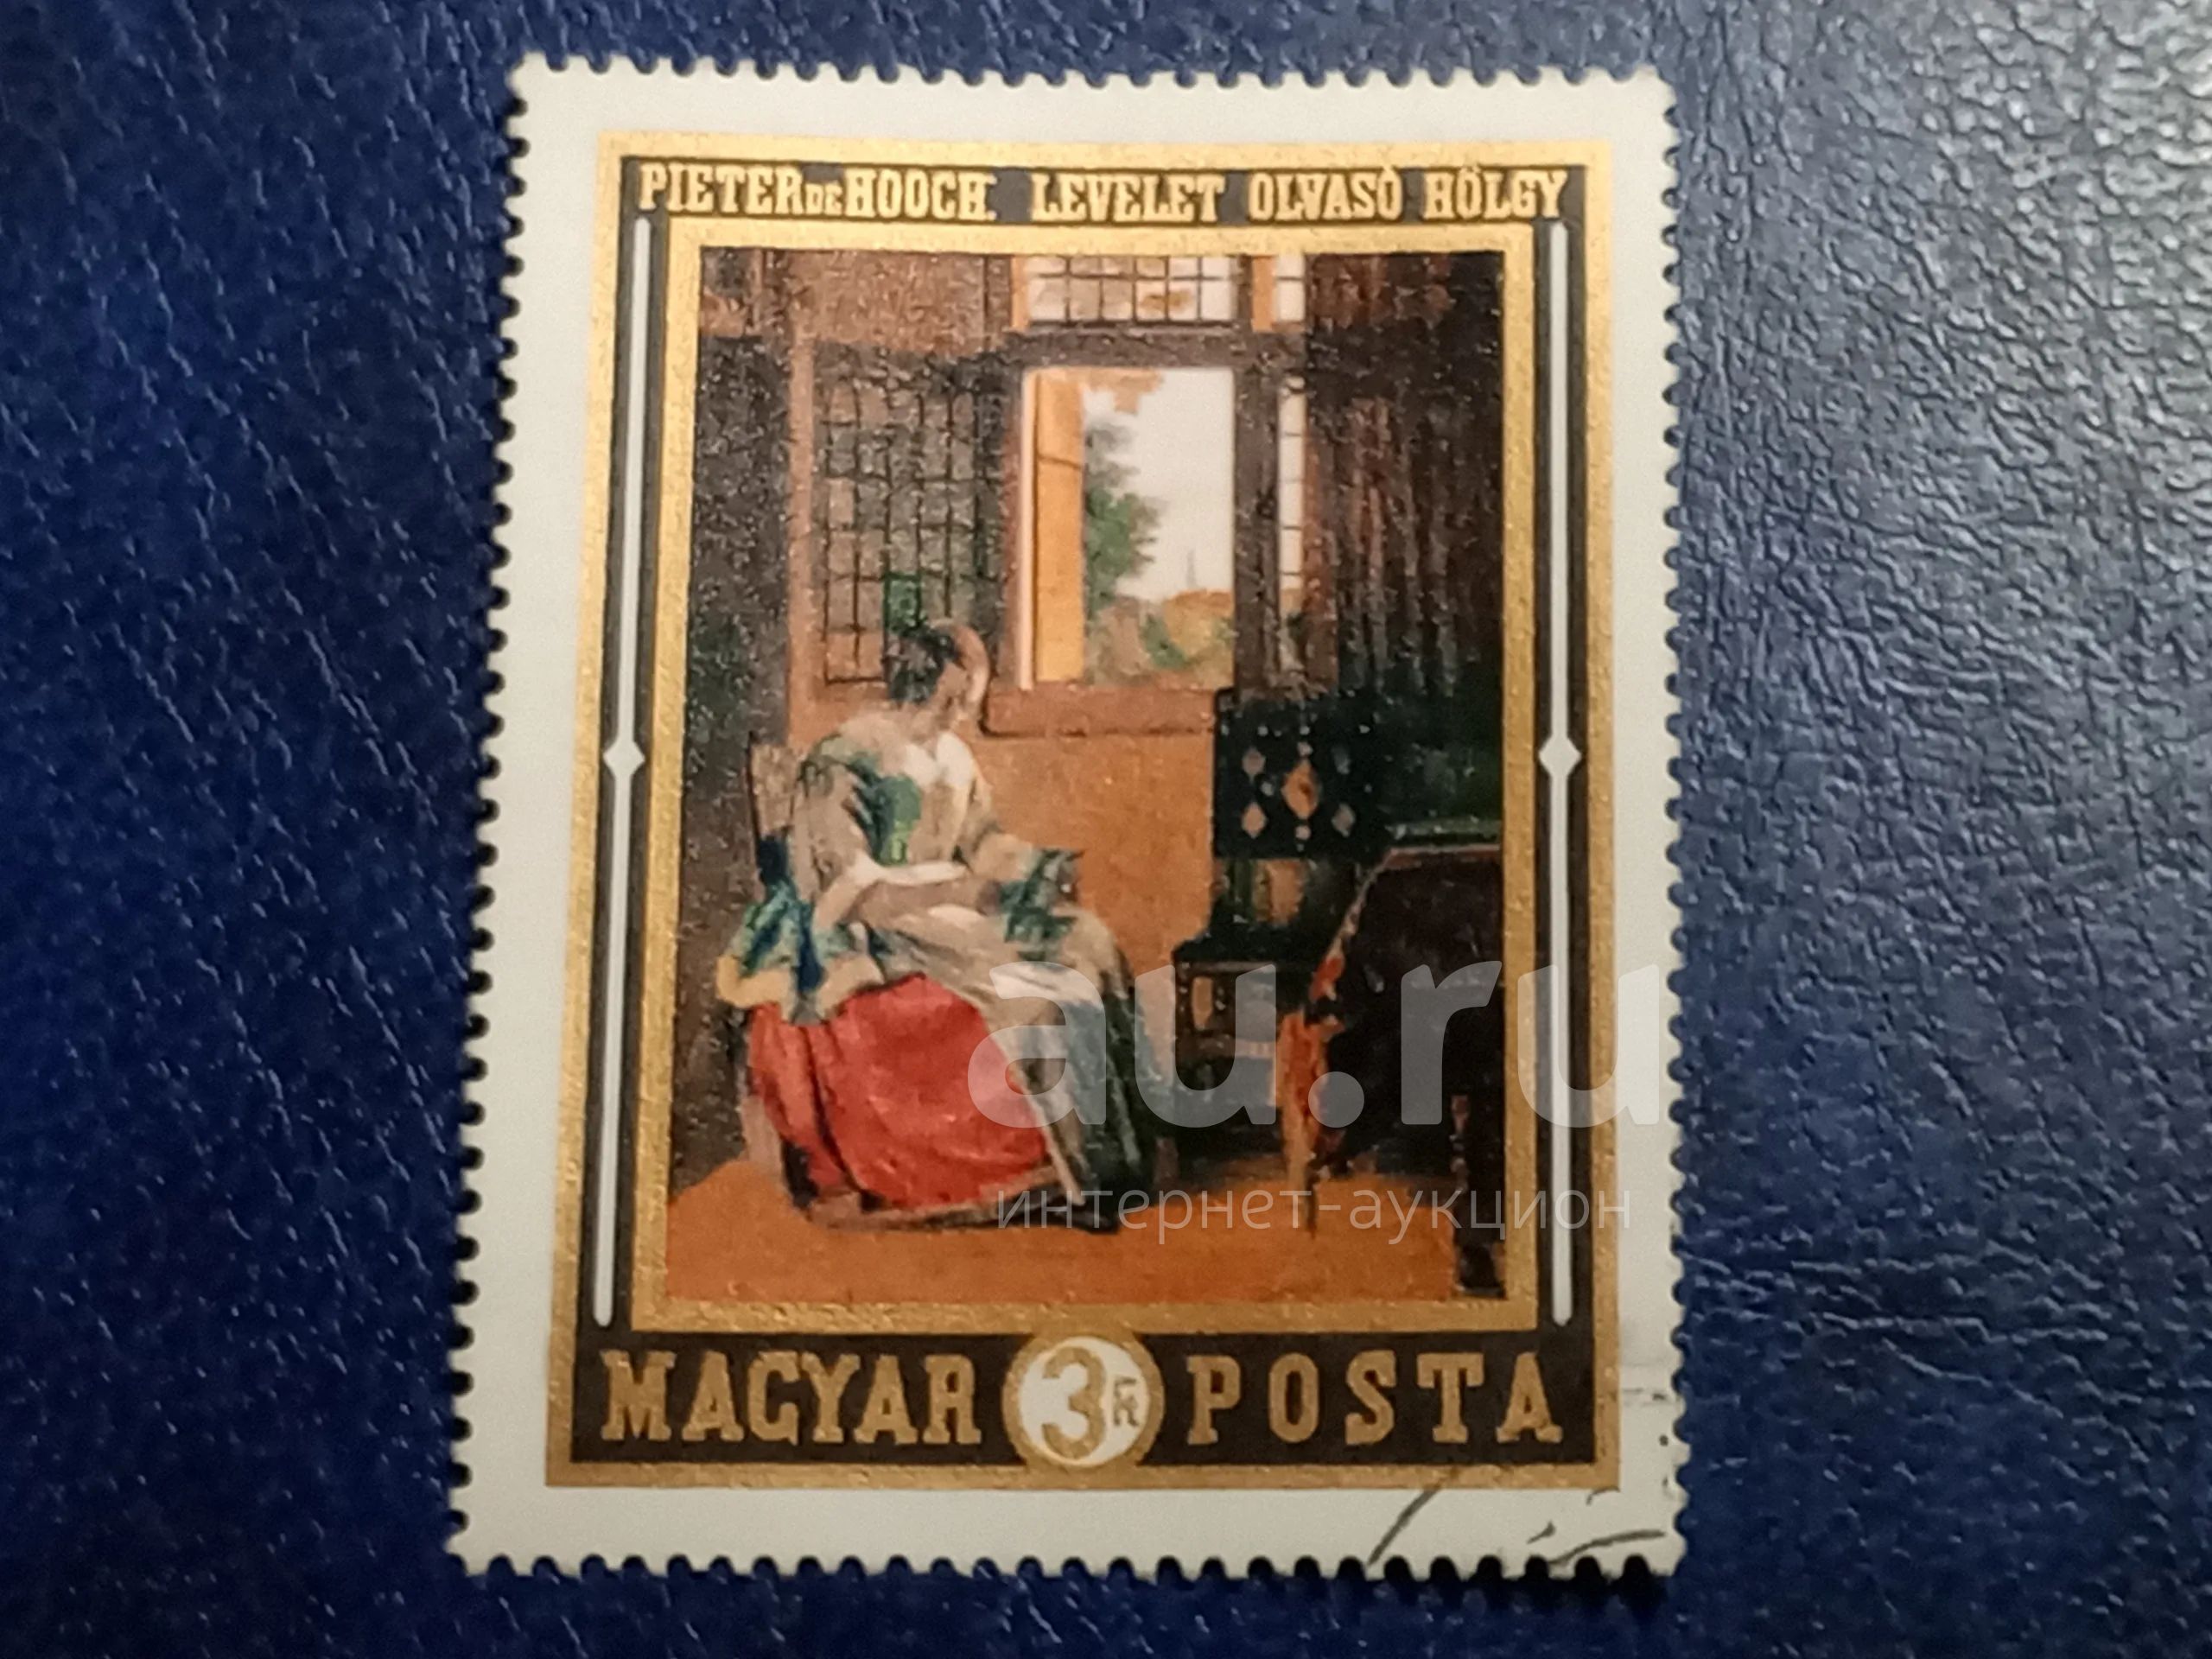 PIETER DE HOOCH. LEVELET OLVASÓ HÖLGY
au.ru
интернет-аукцион
MAGYAR 3 Ft POSTA